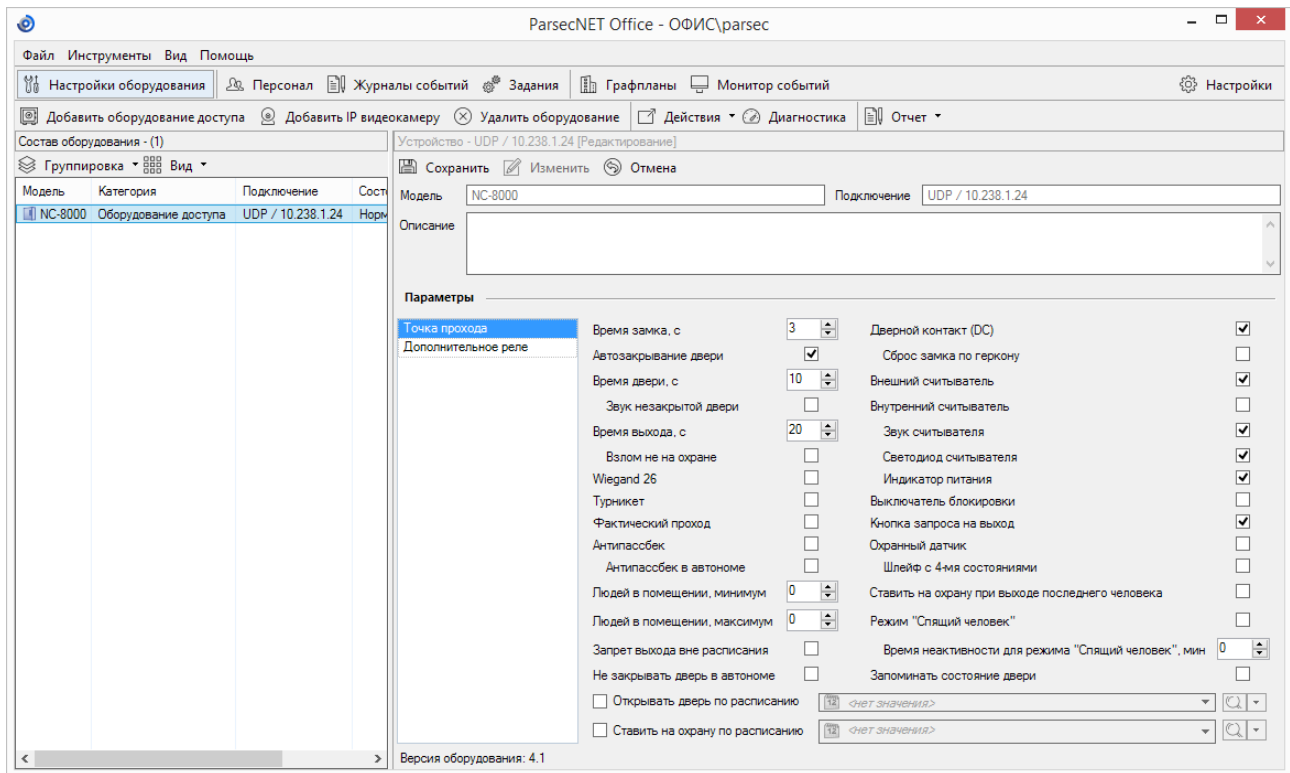 ParsecNET Office - ОФИС\parsec
Файл Инструменты Вид Помощь
Настройки оборудования Персонал Журналы событий Задания Графпланы Монитор событий Настройки
Добавить оборудование доступа Добавить IP видеокамеру Удалить оборудование Действия Диагностика Отчет
Состав оборудования - (1)
Группировка Вид
Модель Категория Подключение Сост
NC-8000 Оборудование доступа UDP / 10.238.1.24 Норм
Устройство - UDP / 10.238.1.24 [Редактирование]
Сохранить Изменить Отмена
Модель NC-8000 Подключение UDP / 10.238.1.24
Описание
Параметры
Точка прохода
Дополнительное реле
Время замка, с 3
Автозакрывание двери
Время двери, с 10
Звук незакрытой двери
Время выхода, с 20
Взлом не на охране
Wiegand 26
Турникет
Фактический проход
Антипассбек
Антипассбек в автономе
Людей в помещении, минимум 0
Людей в помещении, максимум 0
Запрет выхода вне расписания
Не закрывать дверь в автономе
Дверной контакт (DC)
Сброс замка по геркону
Внешний считыватель
Внутренний считыватель
Звук считывателя
Светодиод считывателя
Индикатор питания
Выключатель блокировки
Кнопка запроса на выход
Охранный датчик
Шлейф с 4-мя состояниями
Ставить на охрану при выходе последнего человека
Режим "Спящий человек"
Время неактивности для режима "Спящий человек", мин 0
Запоминать состояние двери
Открывать дверь по расписанию 12 <нет значения>
Ставить на охрану по расписанию 12 <нет значения>
Версия оборудования: 4.1